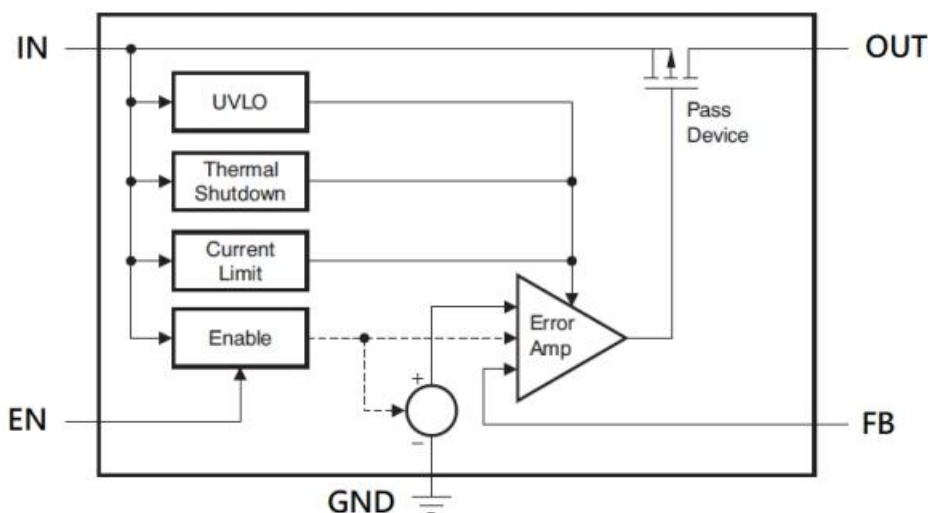 IN
OUT
UVLO
Pass
Device
Thermal
Shutdown
Current
Limit
Enable
Error
Amp
+
−
EN
FB
GND